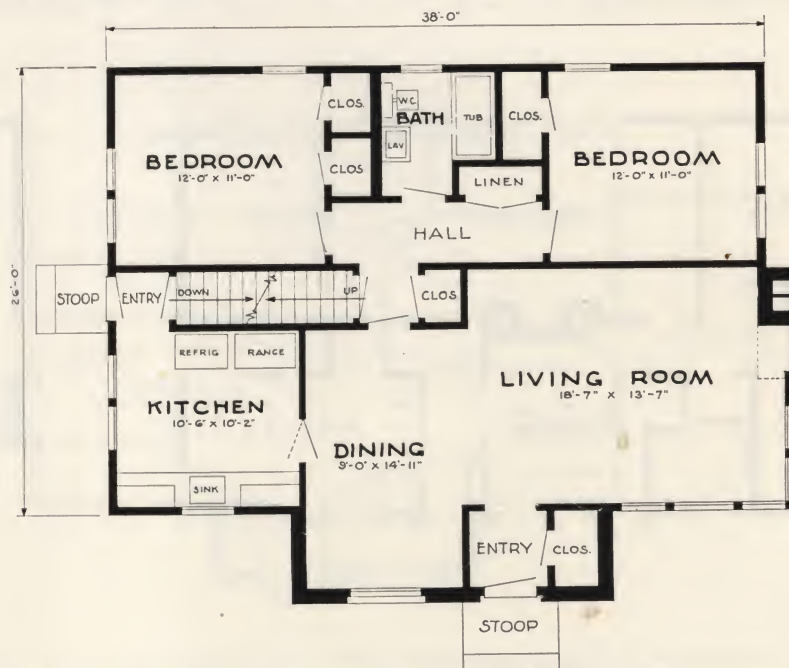 38'-0"
26'-0"
CLOS.
W.C.
BATH
TUB
CLOS.
LAV
BEDROOM
12'-0" x 11'-0"
CLOS
LINEN
BEDROOM
12'-0" x 11'-0"
HALL
STOOP
ENTRY
DOWN
UP
CLOS
REFRIG
RANGE
KITCHEN
10'-6" x 10'-2"
LIVING ROOM
18'-7" x 13'-7"
DINING
9'-0" x 14'-11"
SINK
ENTRY
CLOS.
STOOP